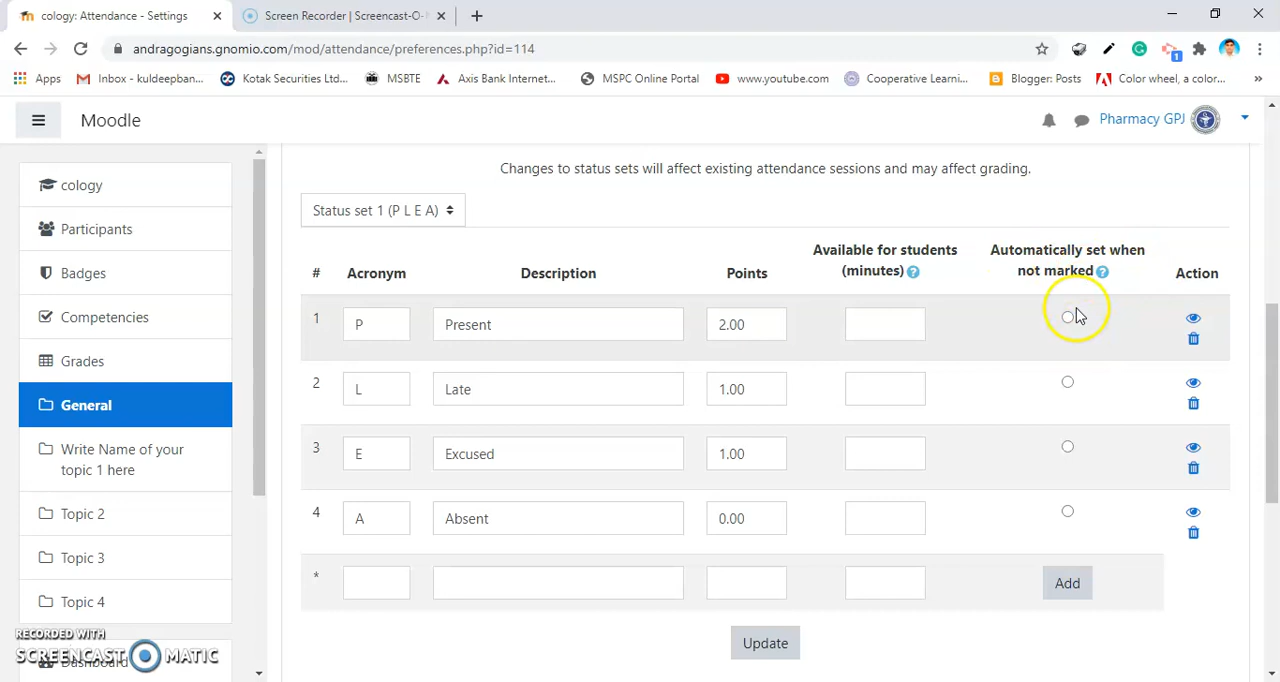 cology: Attendance - Settings
Screen Recorder | Screencast-O-
andragogians.gnomio.com/mod/attendance/preferences.php?id=114
1
Apps
Inbox - kuldeepban...
Kotak Securities Ltd...
MSBTE
Axis Bank Internet...
MSPC Online Portal
www.youtube.com
Cooperative Learni...
Blogger: Posts
Color wheel, a color...
Moodle
Pharmacy GPJ
cology
Participants
Badges
Competencies
Grades
General
Write Name of your
topic 1 here
Topic 2
Topic 3
Topic 4
Dashboard
RECORDED WITH
SCREENCAST MATIC
Changes to status sets will affect existing attendance sessions and may affect grading.
Status set 1 (P L E A)
# Acronym Description Points Available for students
(minutes) ? Automatically set when
not marked ? Action
1 P Present 2.00
2 L Late 1.00
3 E Excused 1.00
4 A Absent 0.00
* Add
Update